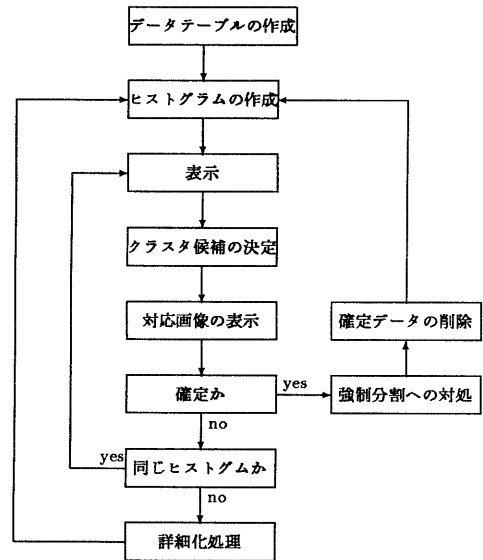 データテーブルの作成
ヒストグラムの作成
表示
クラスタ候補の決定
対応画像の表示
確定データの削除
確定か
yes
強制分割への対処
no
yes
同じヒストグムか
no
詳細化処理